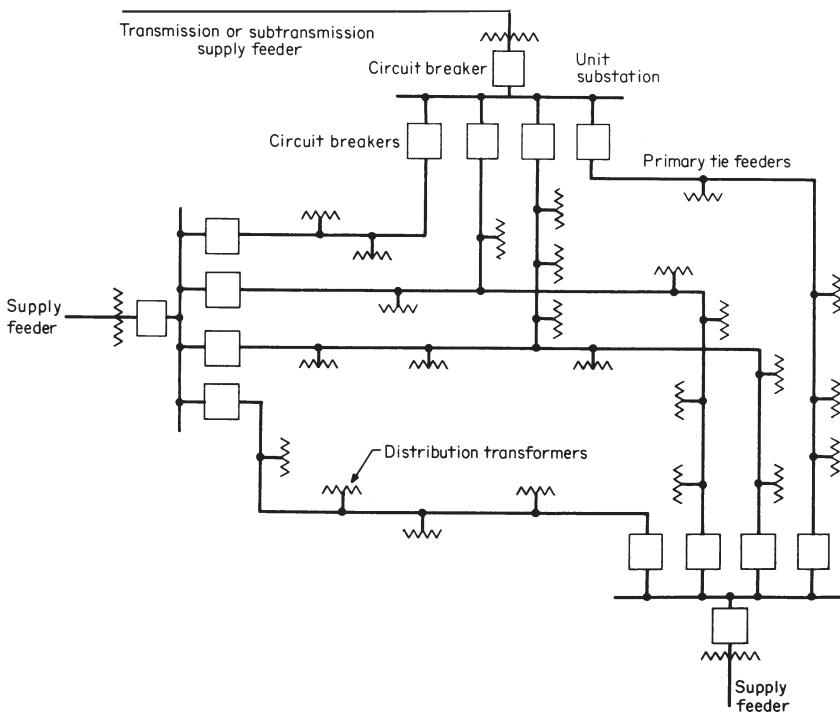 Transmission or subtransmission
supply feeder
Circuit breaker
Unit
substation
Circuit breakers
Primary tie feeders
Supply
feeder
Distribution transformers
Supply
feeder